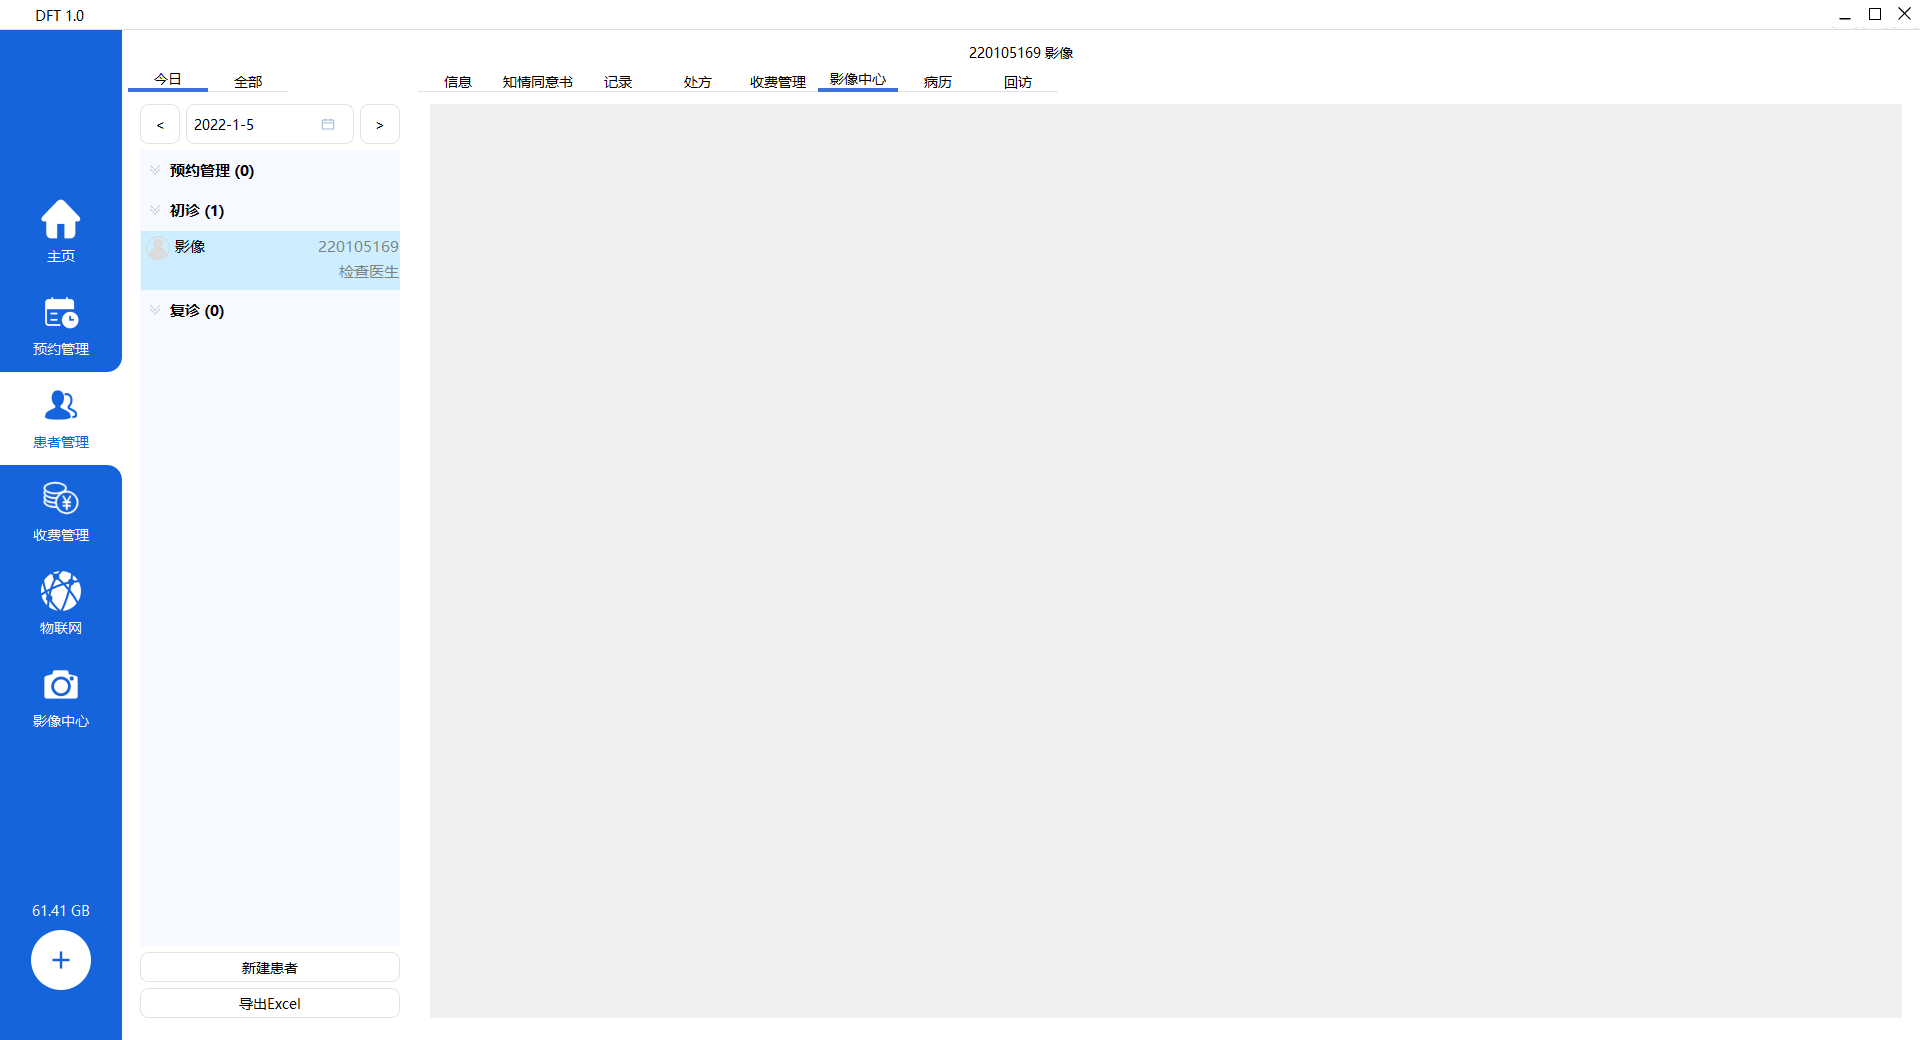 DFT 1.0
220105169 影像
今日 全部
信息 知情同意书 记录 处方 收费管理 影像中心 病历 回访
< 2022-1-5 >
预约管理 (0)
初诊 (1)
影像 220105169
检查医生
复诊 (0)
主页
预约管理
患者管理
收费管理
物联网
影像中心
61.41 GB
+
新建患者
导出Excel